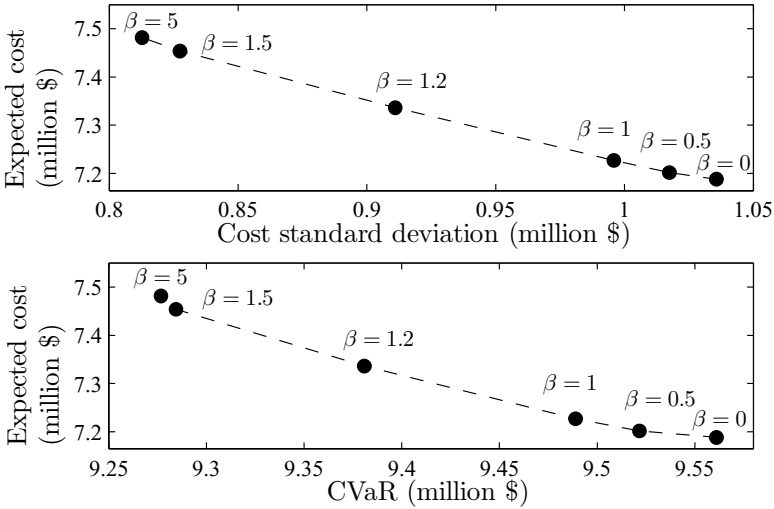 Expected cost
(million $)
7.5
7.4
7.3
7.2
β = 5
β = 1.5
β = 1.2
β = 1
β = 0.5
β = 0
0.8 0.85 0.9 0.95 1 1.05
Cost standard deviation (million $)
Expected cost
(million $)
7.5
7.4
7.3
7.2
β = 5
β = 1.5
β = 1.2
β = 1
β = 0.5
β = 0
9.25 9.3 9.35 9.4 9.45 9.5 9.55
CVaR (million $)